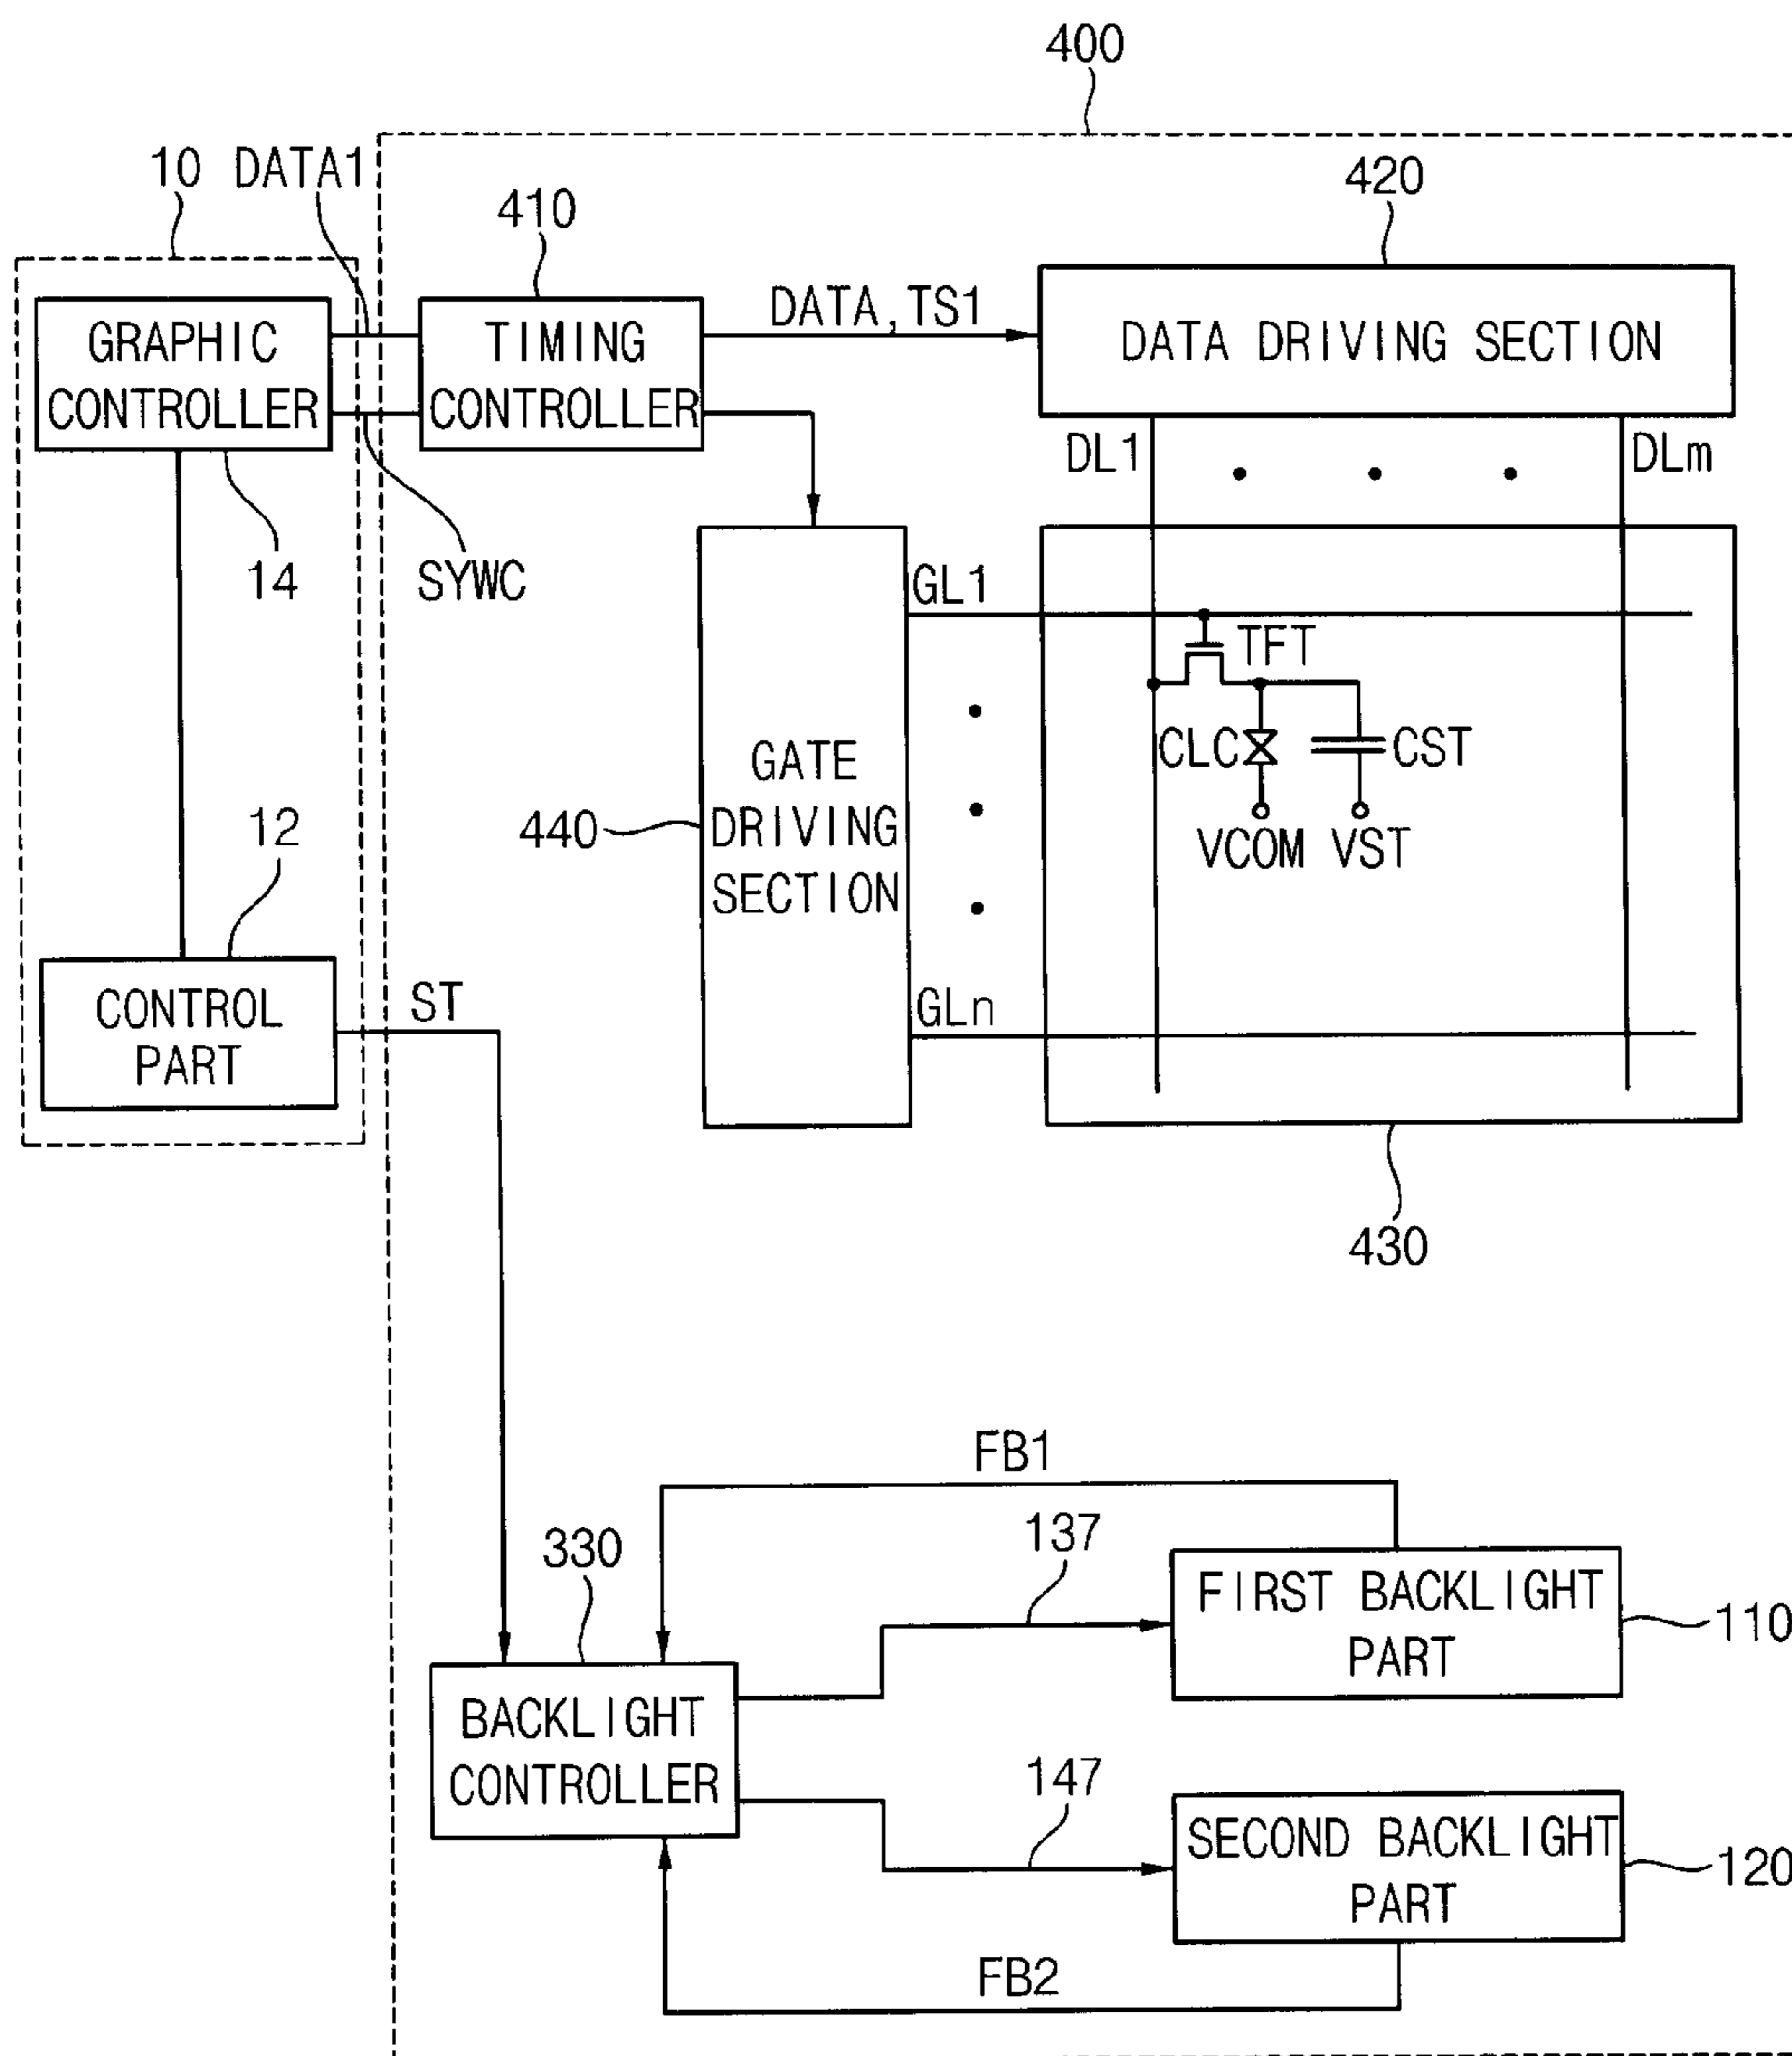 400
10 DATA1
410
420
GRAPHIC
CONTROLLER
TIMING
CONTROLLER
DATA,TS1
DATA DRIVING SECTION
DL1
DLm
14
SYWC
GL1
TFT
CLC
CST
VCOM VST
GATE
DRIVING
SECTION
440
12
CONTROL
PART
ST
GLn
430
FB1
330
137
FIRST BACKLIGHT
PART
110
BACKLIGHT
CONTROLLER
147
SECOND BACKLIGHT
PART
120
FB2